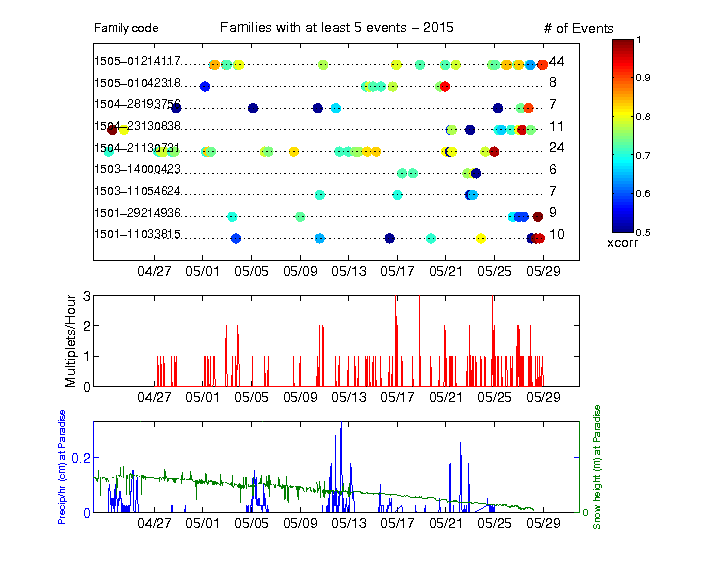 Family code Families with at least 5 events – 2015 # of Events
1505–01214117 44
1505–01042318 8
1504–28193756 7
1504–23130838 11
1504–21130731 24
1503–14000423 6
1503–11054624 7
1501–29214936 9
1501–11033815 10
04/27 05/01 05/05 05/09 05/13 05/17 05/21 05/25 05/29
1
0.9
0.8
0.7
0.6
0.5
xcorr
Multiplets/Hour
3
2
1
0
04/27 05/01 05/05 05/09 05/13 05/17 05/21 05/25 05/29
Precip/hr (cm) at Paradise
0.2
0
0
Snow height (m) at Paradise
04/27 05/01 05/05 05/09 05/13 05/17 05/21 05/25 05/29